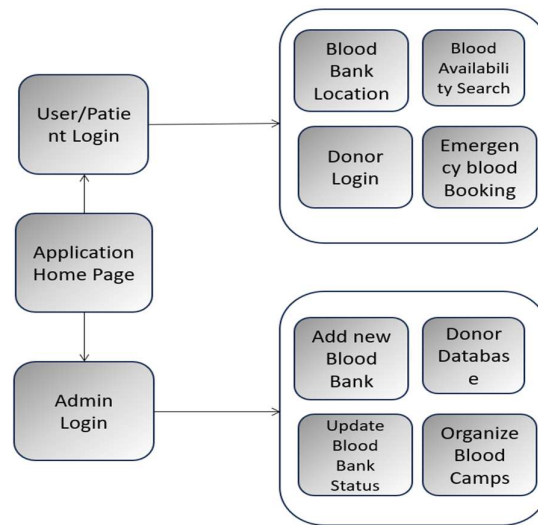 Blood
Bank
Location
Blood
Availabili
ty Search
User/Patie
nt Login
Donor
Login
Emergen
cy blood
Booking
Application
Home Page
Add new
Blood
Bank
Donor
Databas
e
Admin
Login
Update
Blood
Bank
Status
Organize
Blood
Camps